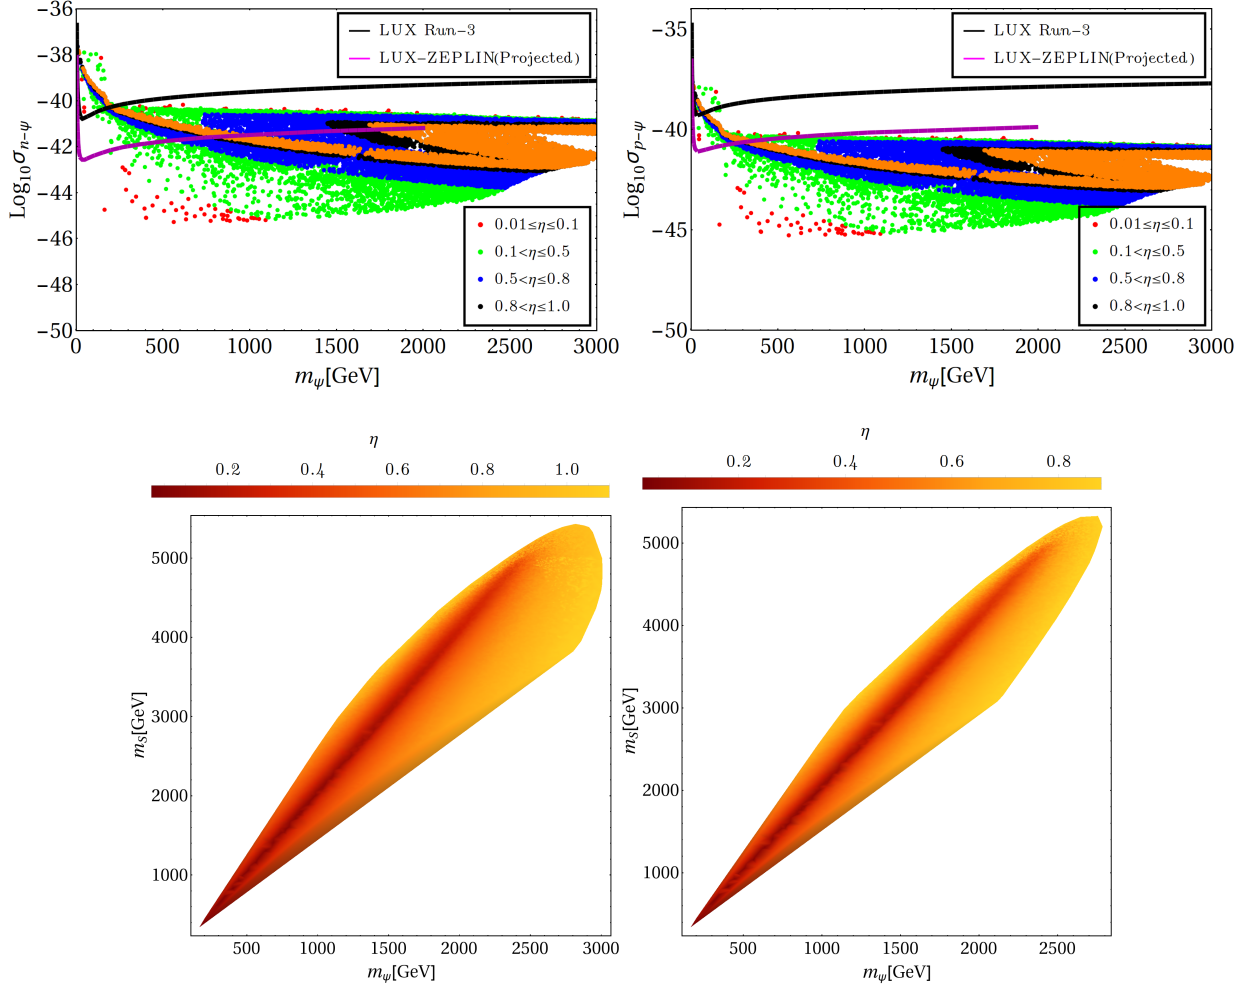 −36
−38
−40
−42
−44
−46
−48
−50
Log₁₀σₙ₋ψ
LUX Run-3
LUX-ZEPLIN(Projected)
0.01≤η≤0.1
0.1<η≤0.5
0.5<η≤0.8
0.8<η≤1.0
0 500 1000 1500 2000 2500 3000
mψ[GeV]
−35
−40
−45
−50
Log₁₀σₚ₋ψ
LUX Run-3
LUX-ZEPLIN(Projected)
0.01≤η≤0.1
0.1<η≤0.5
0.5<η≤0.8
0.8<η≤1.0
0 500 1000 1500 2000 2500 3000
mψ[GeV]
η
0.2 0.4 0.6 0.8 1.0
5000
4000
3000
2000
1000
mS[GeV]
500 1000 1500 2000 2500 3000
mψ[GeV]
η
0.2 0.4 0.6 0.8
5000
4000
3000
2000
1000
mS[GeV]
500 1000 1500 2000 2500
mψ[GeV]